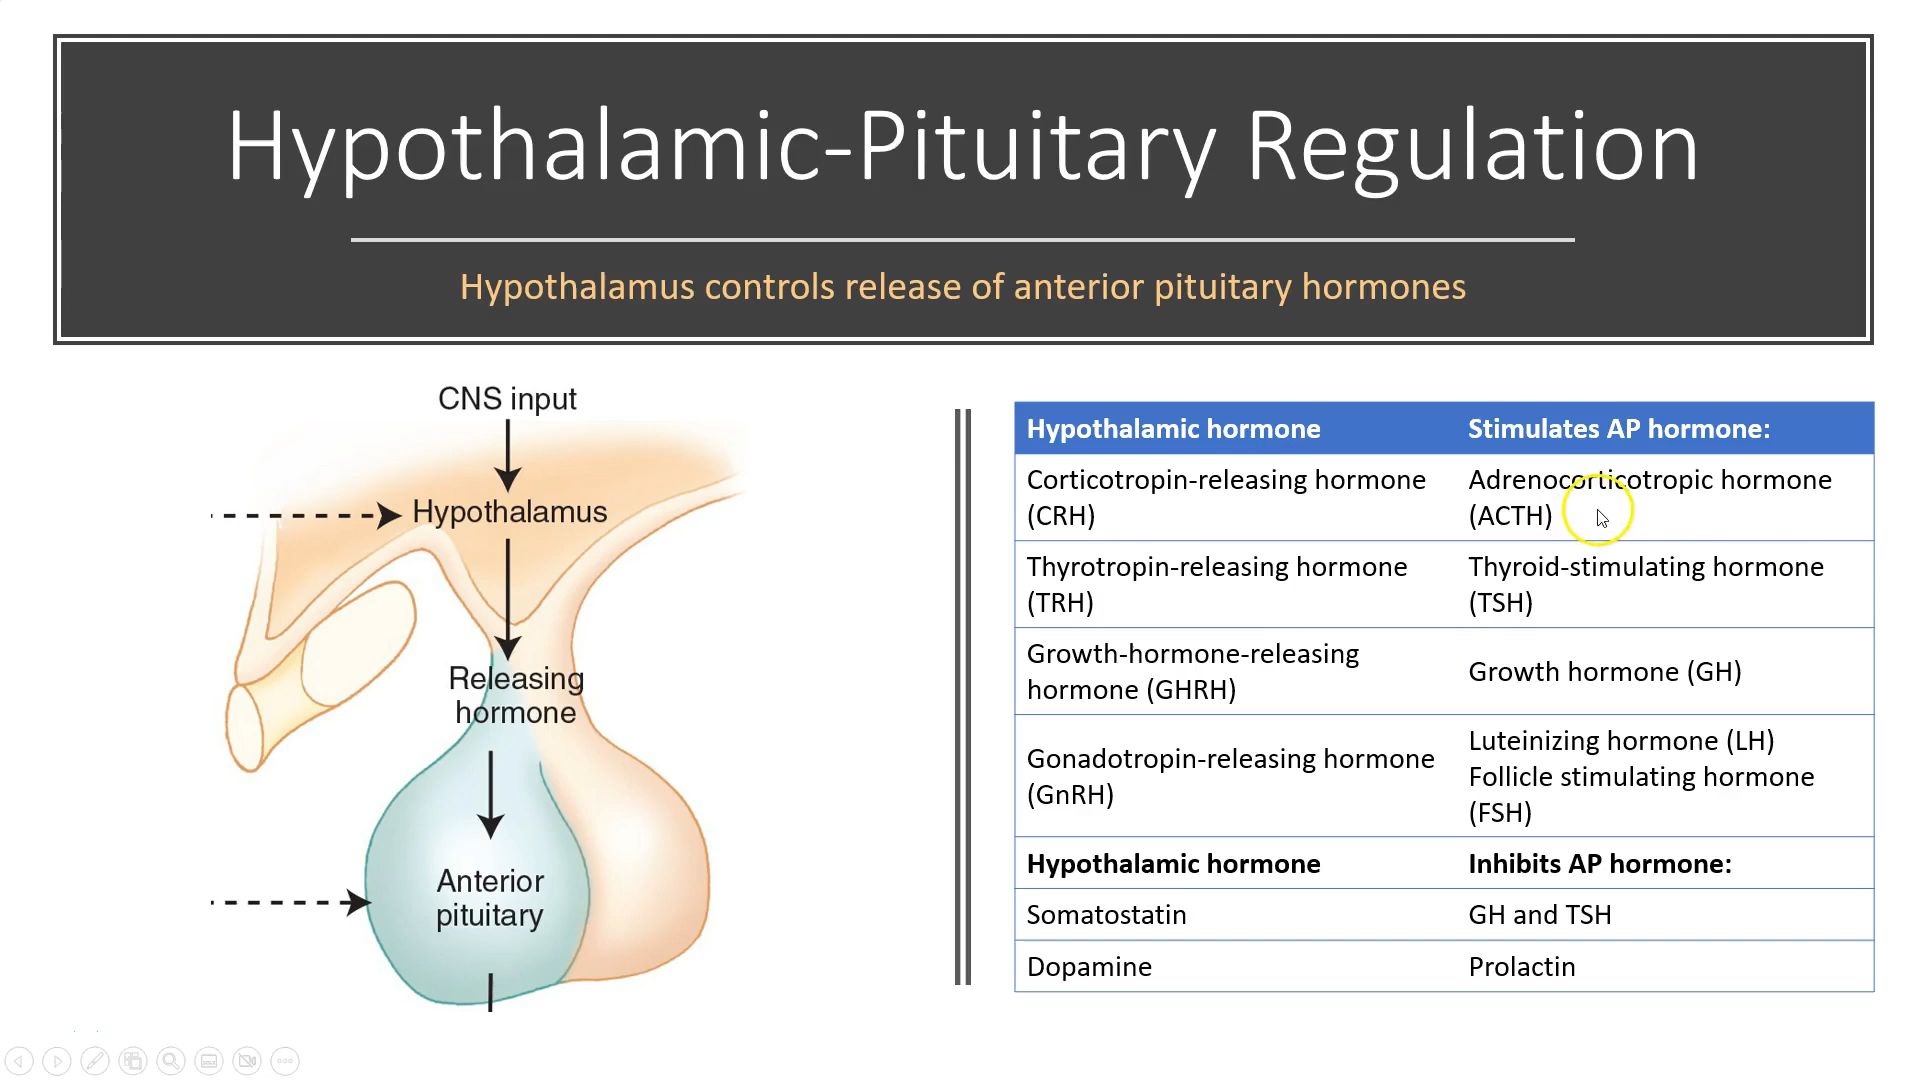 Hypothalamic-Pituitary Regulation
Hypothalamus controls release of anterior pituitary hormones
CNS input
Hypothalamus
Releasing
hormone
Anterior
pituitary
Hypothalamic hormone
Stimulates AP hormone:
Corticotropin-releasing hormone
(CRH)
Adrenocorticotropic hormone
(ACTH)
Thyrotropin-releasing hormone
(TRH)
Thyroid-stimulating hormone
(TSH)
Growth-hormone-releasing
hormone (GHRH)
Growth hormone (GH)
Gonadotropin-releasing hormone
(GnRH)
Luteinizing hormone (LH)
Follicle stimulating hormone
(FSH)
Hypothalamic hormone
Inhibits AP hormone:
Somatostatin
GH and TSH
Dopamine
Prolactin